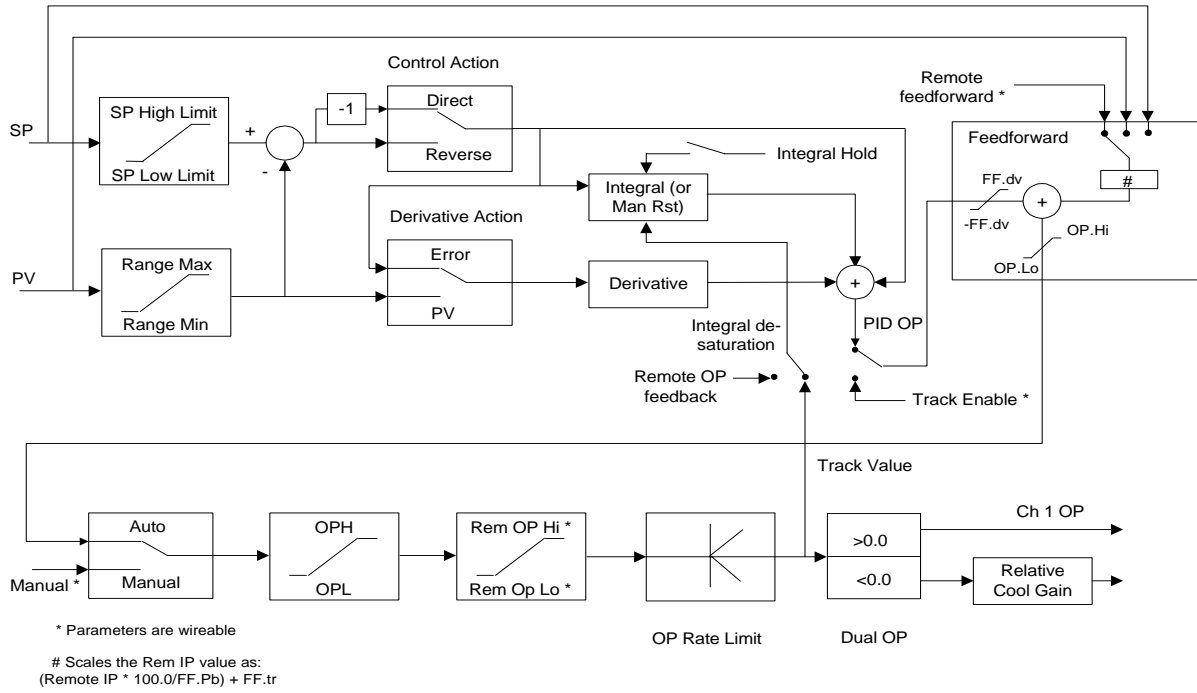 Control Action
Remote
feedforward *
SP
SP High Limit
SP Low Limit
+
-
-1
Direct
Reverse
Feedforward
#
Integral Hold
Integral (or
Man Rst)
FF.dv
-FF.dv
+
OP.Hi
OP.Lo
Derivative Action
PV
Range Max
Range Min
Error
PV
Derivative
+
PID OP
Integral de-
saturation
Remote OP
feedback
Track Enable *
Track Value
Auto
Manual
Manual *
OPH
OPL
Rem OP Hi *
Rem Op Lo *
>0.0
<0.0
Ch 1 OP
Relative
Cool Gain
OP Rate Limit
Dual OP
* Parameters are wireable
# Scales the Rem IP value as:
(Remote IP * 100.0/FF.Pb) + FF.tr